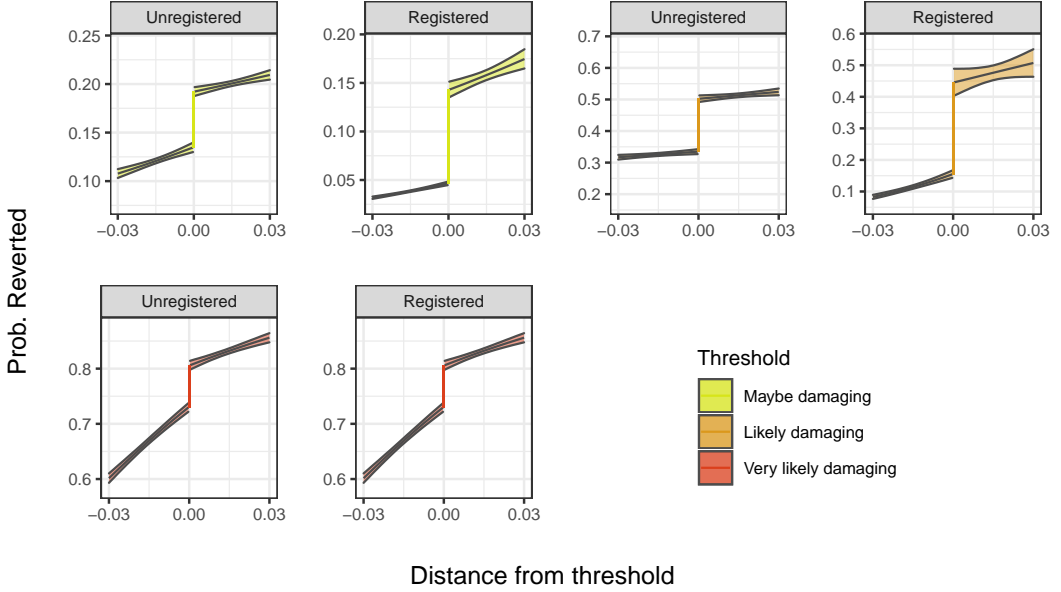 Unregistered
Registered
Unregistered
Registered
0.25
0.20
0.15
0.10
0.20
0.15
0.10
0.05
0.7
0.6
0.5
0.4
0.3
0.2
0.6
0.5
0.4
0.3
0.2
0.1
−0.03 0.00 0.03
−0.03 0.00 0.03
−0.03 0.00 0.03
−0.03 0.00 0.03
Prob. Reverted
Unregistered
Registered
0.8
0.7
0.6
0.8
0.7
0.6
−0.03 0.00 0.03
−0.03 0.00 0.03
Threshold
Maybe damaging
Likely damaging
Very likely damaging
Distance from threshold